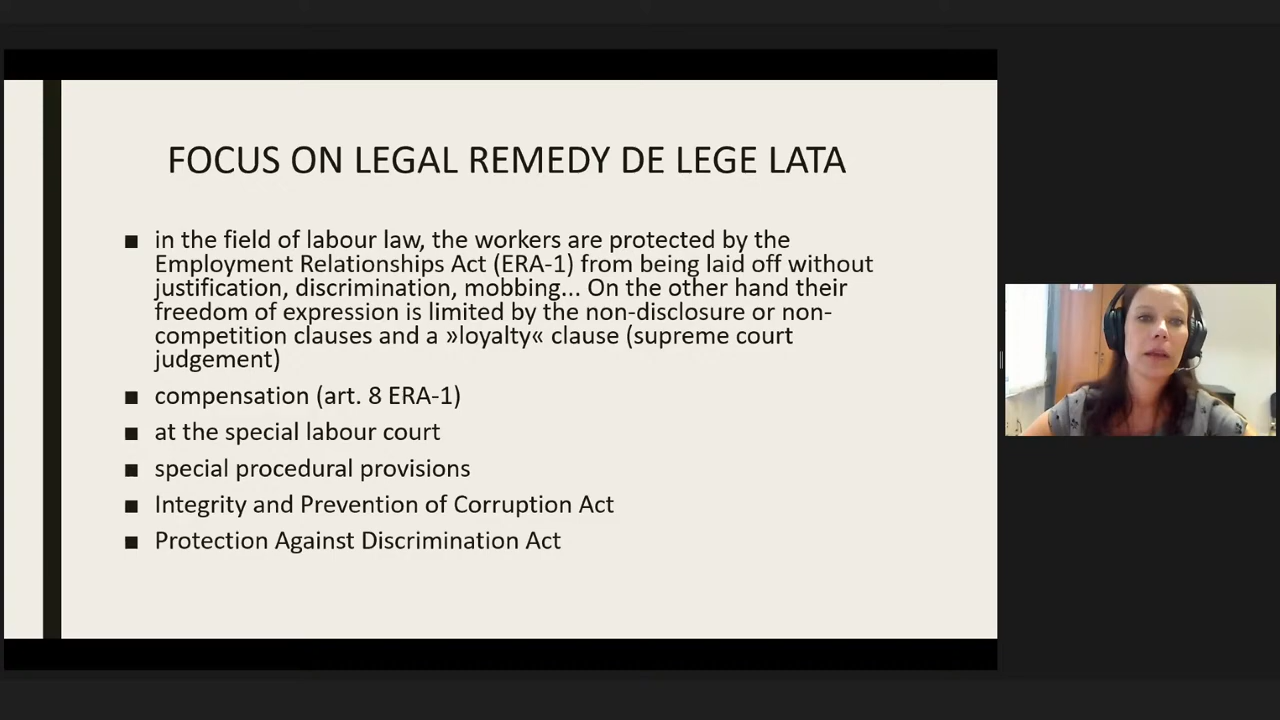 FOCUS ON LEGAL REMEDY DE LEGE LATA
■ in the field of labour law, the workers are protected by the
Employment Relationships Act (ERA-1) from being laid off without
justification, discrimination, mobbing... On the other hand their
freedom of expression is limited by the non-disclosure or non-
competition clauses and a »loyalty« clause (supreme court
judgement)
■ compensation (art. 8 ERA-1)
■ at the special labour court
■ special procedural provisions
■ Integrity and Prevention of Corruption Act
■ Protection Against Discrimination Act